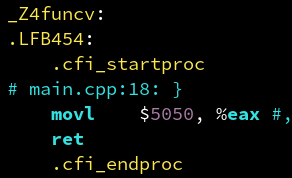 _Z4funcv:
.LFB454:
.cfi_startproc
# main.cpp:18: }
movl $5050, %eax #,
ret
.cfi_endproc